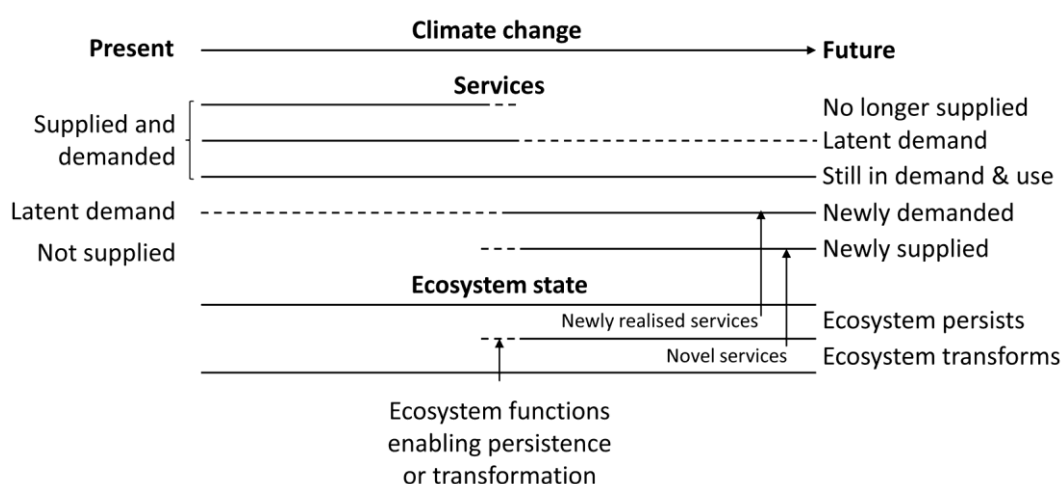 Present
Climate change
Future
Services
Supplied and
demanded
No longer supplied
Latent demand
Still in demand & use
Latent demand
Newly demanded
Not supplied
Newly supplied
Ecosystem state
Newly realised services
Ecosystem persists
Novel services
Ecosystem transforms
Ecosystem functions
enabling persistence
or transformation